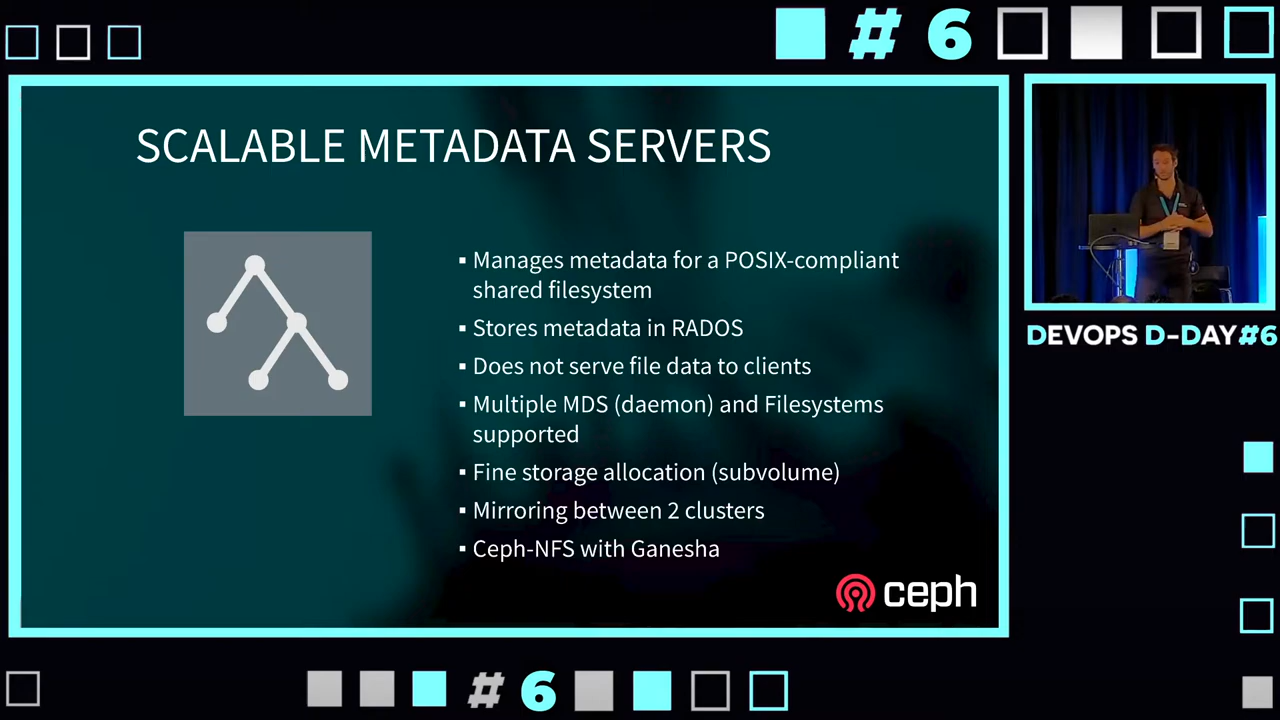 # 6
SCALABLE METADATA SERVERS
▪ Manages metadata for a POSIX-compliant
shared filesystem
▪ Stores metadata in RADOS
▪ Does not serve file data to clients
▪ Multiple MDS (daemon) and Filesystems
supported
▪ Fine storage allocation (subvolume)
▪ Mirroring between 2 clusters
▪ Ceph-NFS with Ganesha
ceph
DEVOPS D-DAY#6
# 6